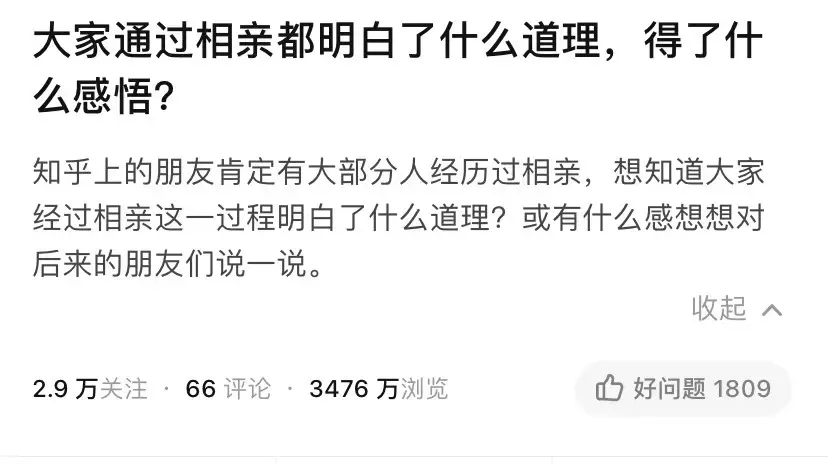 大家通过相亲都明白了什么道理，得了什
么感悟？
知乎上的朋友肯定有大部分人经历过相亲，想知道大家
经过相亲这一过程明白了什么道理？或有什么感想想对
后来的朋友们说一说。
收起
2.9 万关注 · 66 评论 · 3476 万浏览 好问题 1809